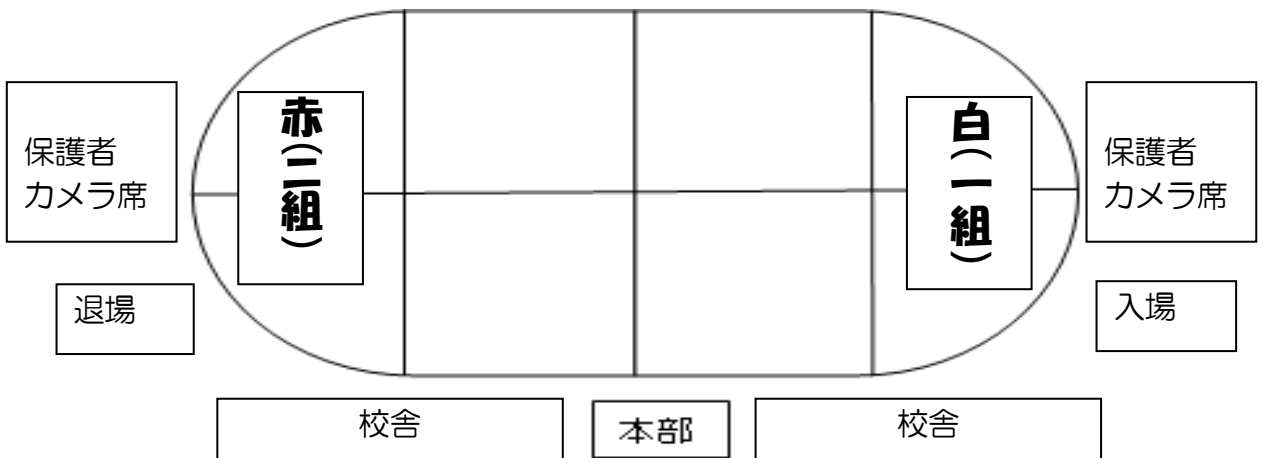 赤(二組)
白(一組)
保護者
カメラ席
保護者
カメラ席
退場
入場
校舎
本部
校舎